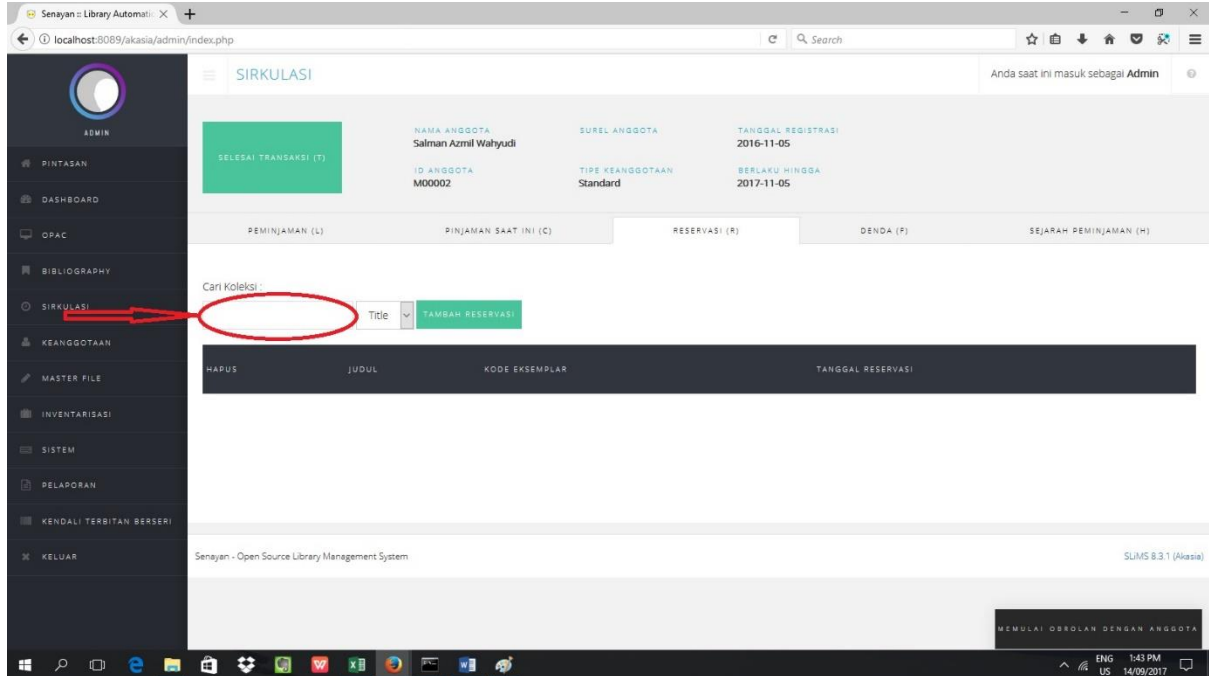 Senayan :: Library Automatic
localhost:8089/akasia/admin/index.php
Search
ADMIN
PINTASAN
DASHBOARD
OPAC
BIBLIOGRAPHY
SIRKULASI
KEANGGOTAAN
MASTER FILE
INVENTARISASI
SISTEM
PELAPORAN
KENDALI TERBITAN BERSERI
KELUAR
SIRKULASI
Anda saat ini masuk sebagai Admin
SELESAI TRANSAKSI (T)
NAMA ANGGOTA
Salman Azmil Wahyudi
SUREL ANGGOTA
TANGGAL REGISTRASI
2016-11-05
ID ANGGOTA
M00002
TIPE KEANGGOTAAN
Standard
BERLAKU HINGGA
2017-11-05
PEMINJAMAN (L)
PINJAMAN SAAT INI (C)
RESERVASI (R)
DENDA (F)
SEJARAH PEMINJAMAN (H)
Cari Koleksi :
Title
TAMBAH RESERVASI
HAPUS
JUDUL
KODE EKSEMPLAR
TANGGAL RESERVASI
Senayan - Open Source Library Management System
SLiMS 8.3.1 (Akasia)
MEMULAI OBROLAN DENGAN ANGGOTA
ENG
US
1:43 PM
14/09/2017